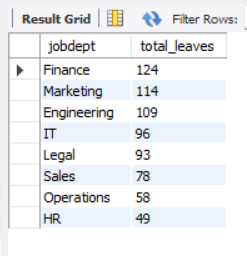 Result Grid Filter Rows:
jobdept total_leaves
Finance 124
Marketing 114
Engineering 109
IT 96
Legal 93
Sales 78
Operations 58
HR 49